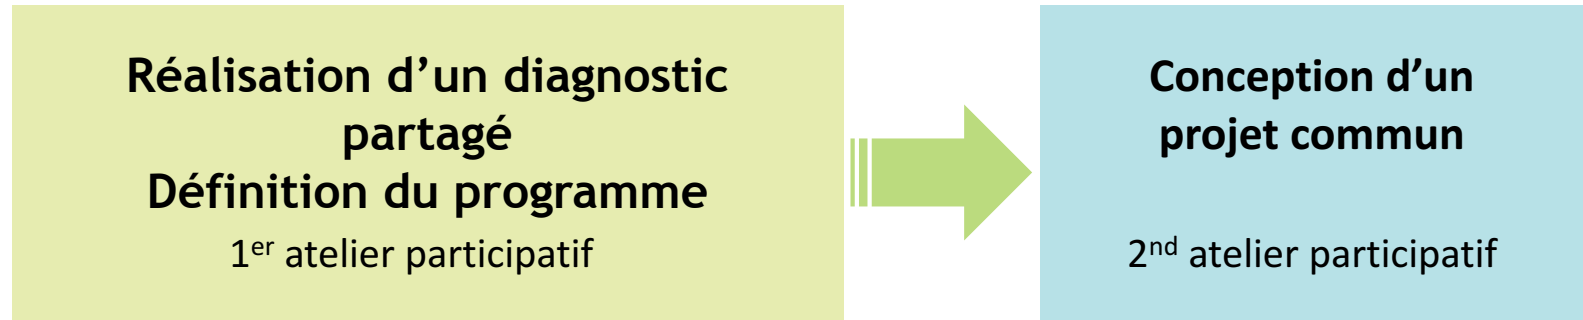 Réalisation d’un diagnostic
partagé
Définition du programme
1er atelier participatif
Conception d’un
projet commun
2nd atelier participatif